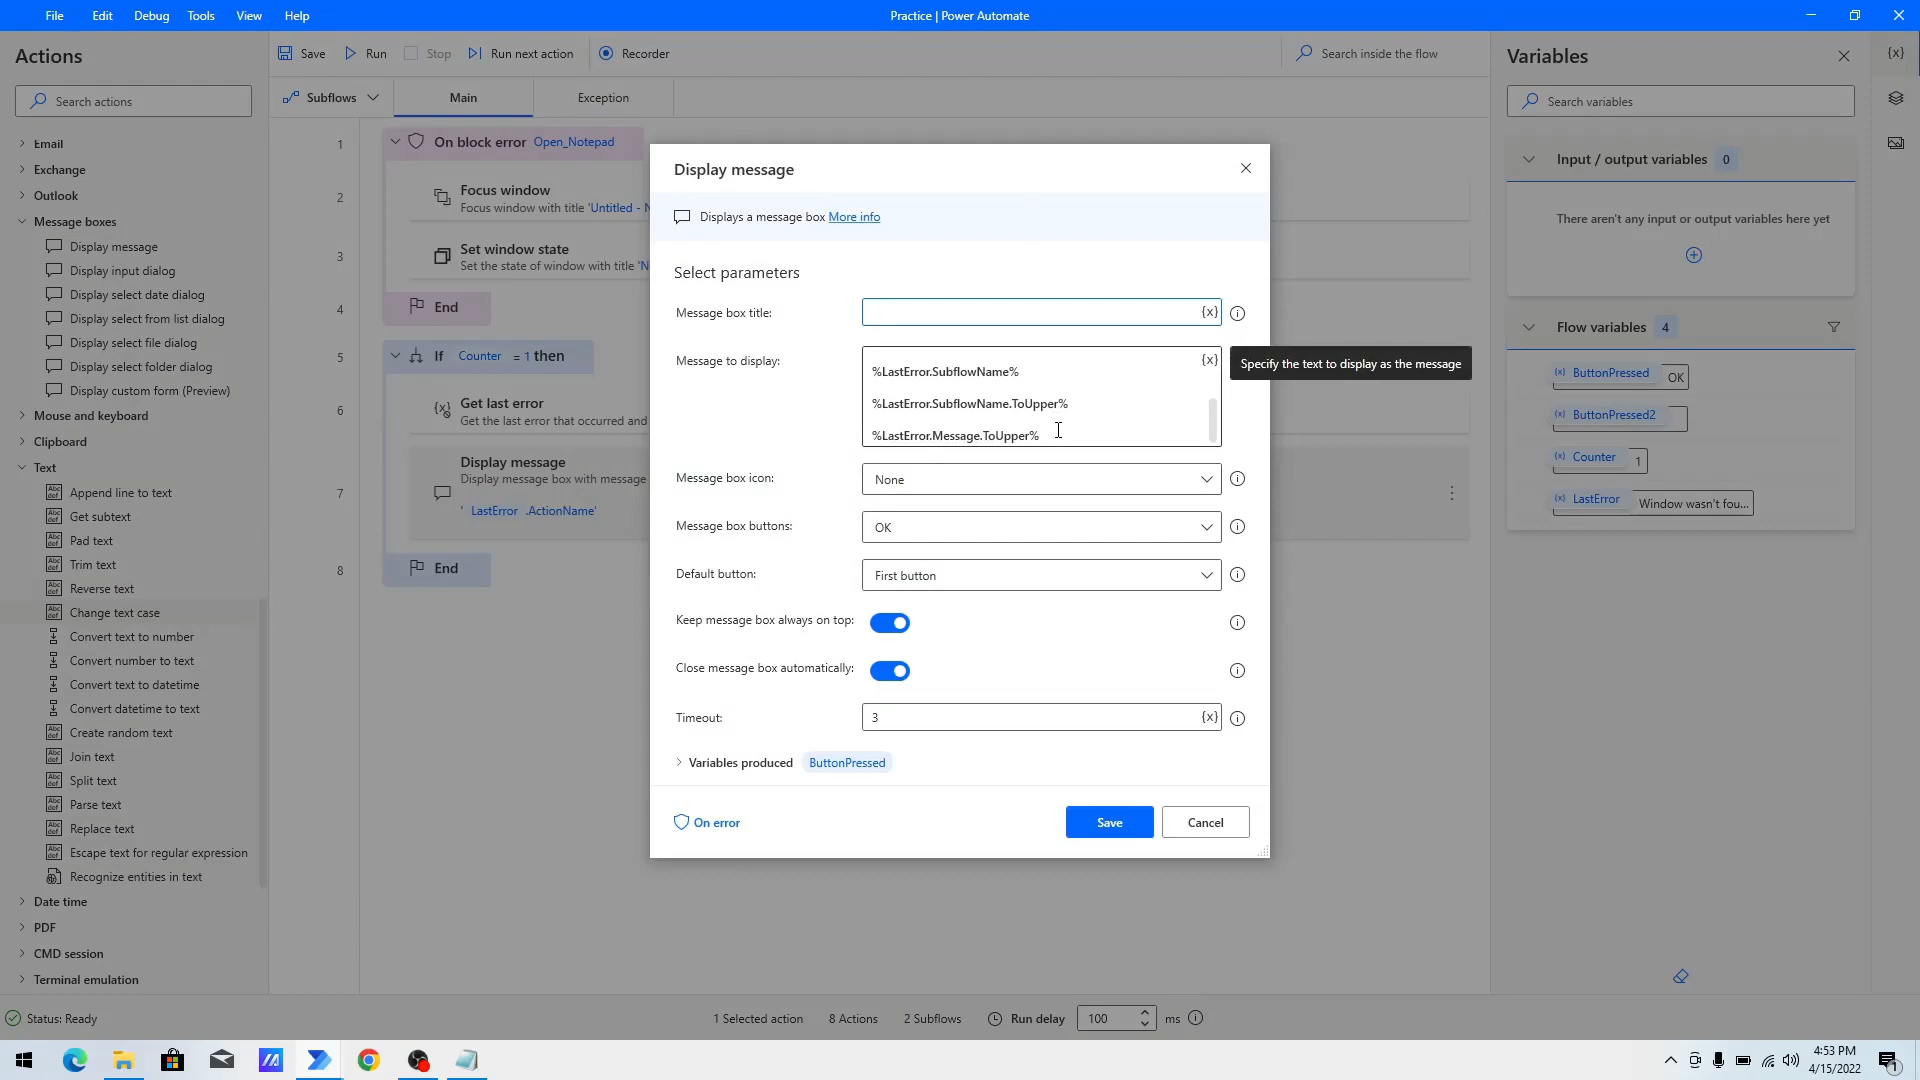 File Edit Debug Tools View Help
Practice | Power Automate
Actions
Search actions
Email
Exchange
Outlook
Message boxes
Display message
Display input dialog
Display select date dialog
Display select from list dialog
Display select file dialog
Display select folder dialog
Display custom form (Preview)
Mouse and keyboard
Clipboard
Text
Append line to text
Get subtext
Pad text
Trim text
Reverse text
Change text case
Convert text to number
Convert number to text
Convert text to datetime
Convert datetime to text
Create random text
Join text
Split text
Parse text
Replace text
Escape text for regular expression
Recognize entities in text
Date time
PDF
CMD session
Terminal emulation
Save Run Stop Run next action Recorder
Search inside the flow
Subflows Main Exception
1 On block error Open_Notepad
2 Focus window
Focus window with title 'Untitled - N
3 Set window state
Set the state of window with title 'N
4 End
5 If Counter = 1 then
6 Get last error
Get the last error that occurred and
7 Display message
Display message box with message
' LastError .ActionName'
8 End
Display message
Displays a message box More info
Select parameters
Message box title: {x}
Message to display: {x}
%LastError.SubflowName%
%LastError.SubflowName.ToUpper%
%LastError.Message.ToUpper%
Specify the text to display as the message
Message box icon: None
Message box buttons: OK
Default button: First button
Keep message box always on top:
Close message box automatically:
Timeout: 3 {x}
Variables produced ButtonPressed
On error
Save Cancel
Variables
{x}
Search variables
Input / output variables 0
There aren't any input or output variables here yet
Flow variables 4
(x) ButtonPressed OK
(x) ButtonPressed2
(x) Counter 1
(x) LastError Window wasn't fou...
Status: Ready
1 Selected action 8 Actions 2 Subflows Run delay 100 ms
4:53 PM
4/15/2022
1